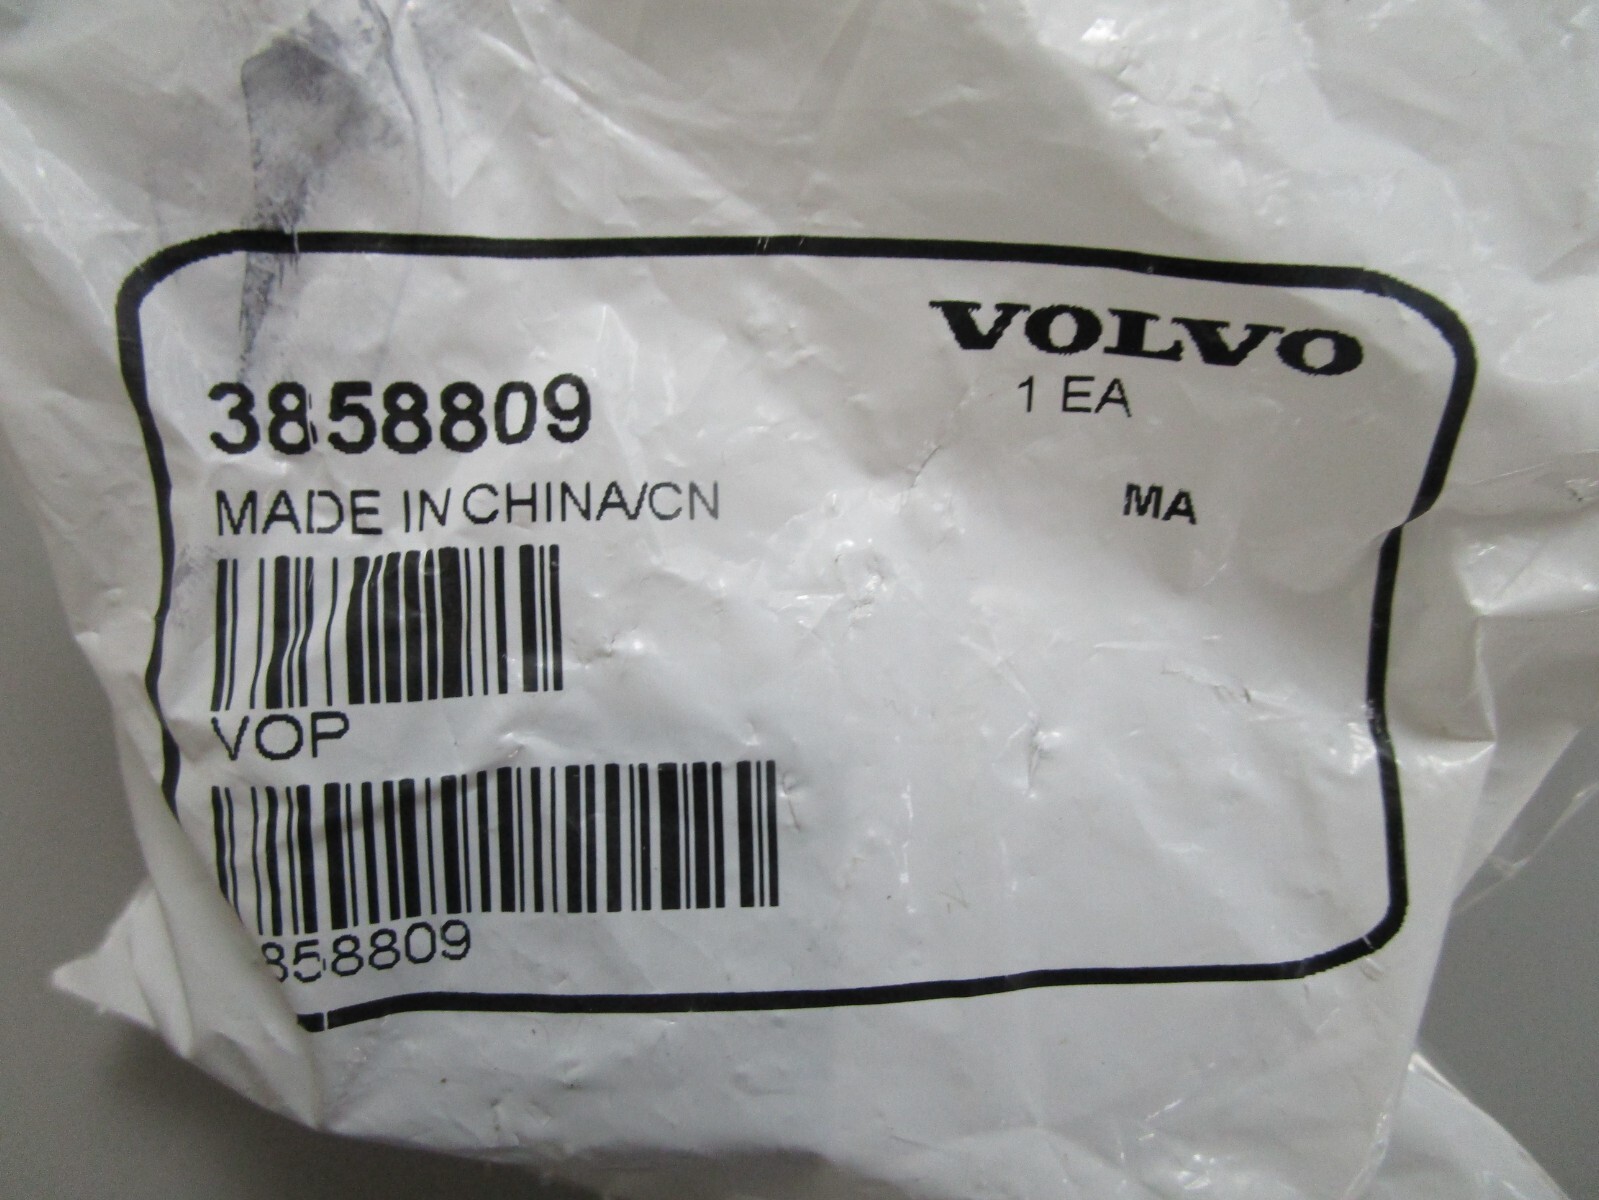 VOLVO
3858809
1 EA
MADE IN CHINA/CN
MA
VOP
858809